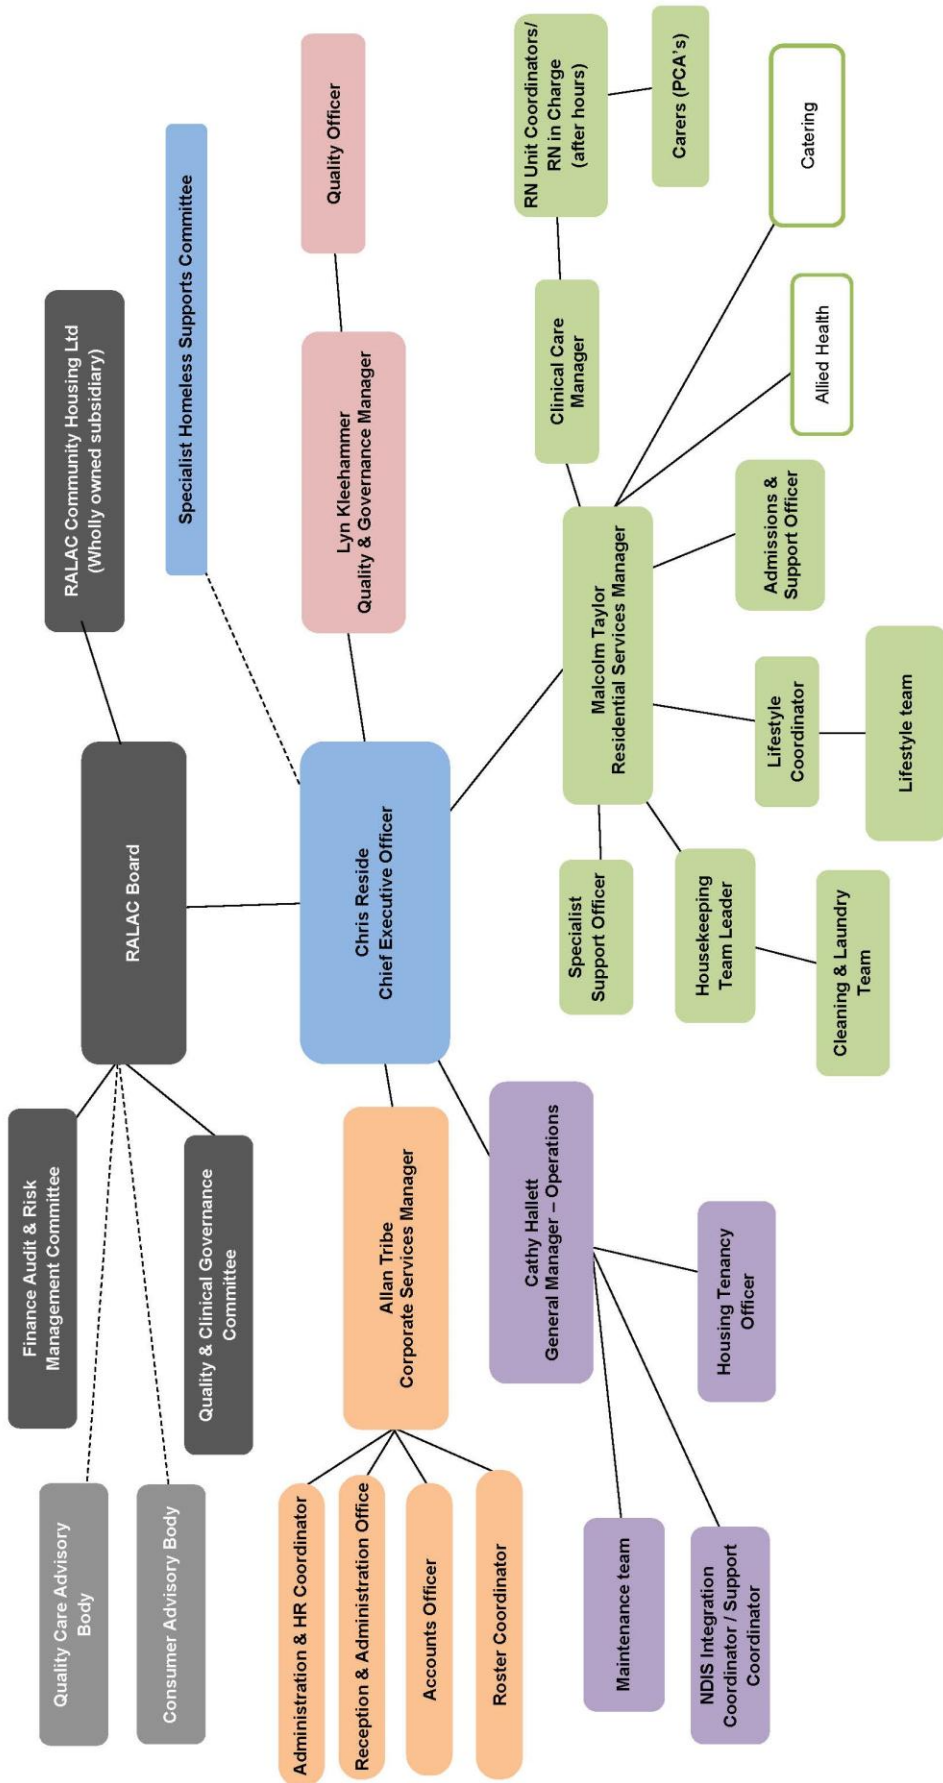 Quality Care Advisory
Body
Consumer Advisory Body
Finance Audit & Risk
Management Committee
Quality & Clinical Governance
Committee
RALAC Board
RALAC Community Housing Ltd
(Wholly owned subsidiary)
Specialist Homeless Supports Committee
Chris Reside
Chief Executive Officer
Lyn Kleehammer
Quality & Governance Manager
Quality Officer
Allan Tribe
Corporate Services Manager
Administration & HR Coordinator
Reception & Administration Office
Accounts Officer
Roster Coordinator
Cathy Hallett
General Manager – Operations
Maintenance team
NDIS Integration
Coordinator / Support
Coordinator
Housing Tenancy
Officer
Malcolm Taylor
Residential Services Manager
Specialist
Support Officer
Housekeeping
Team Leader
Cleaning & Laundry
Team
Lifestyle
Coordinator
Lifestyle team
Admissions &
Support Officer
Clinical Care
Manager
RN Unit Coordinators/
RN in Charge
(after hours)
Carers (PCA's)
Allied Health
Catering